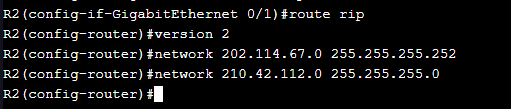 R2(config-if-GigabitEthernet 0/1)#route rip
R2(config-router)#version 2
R2(config-router)#network 202.114.67.0 255.255.255.252
R2(config-router)#network 210.42.112.0 255.255.255.0
R2(config-router)#